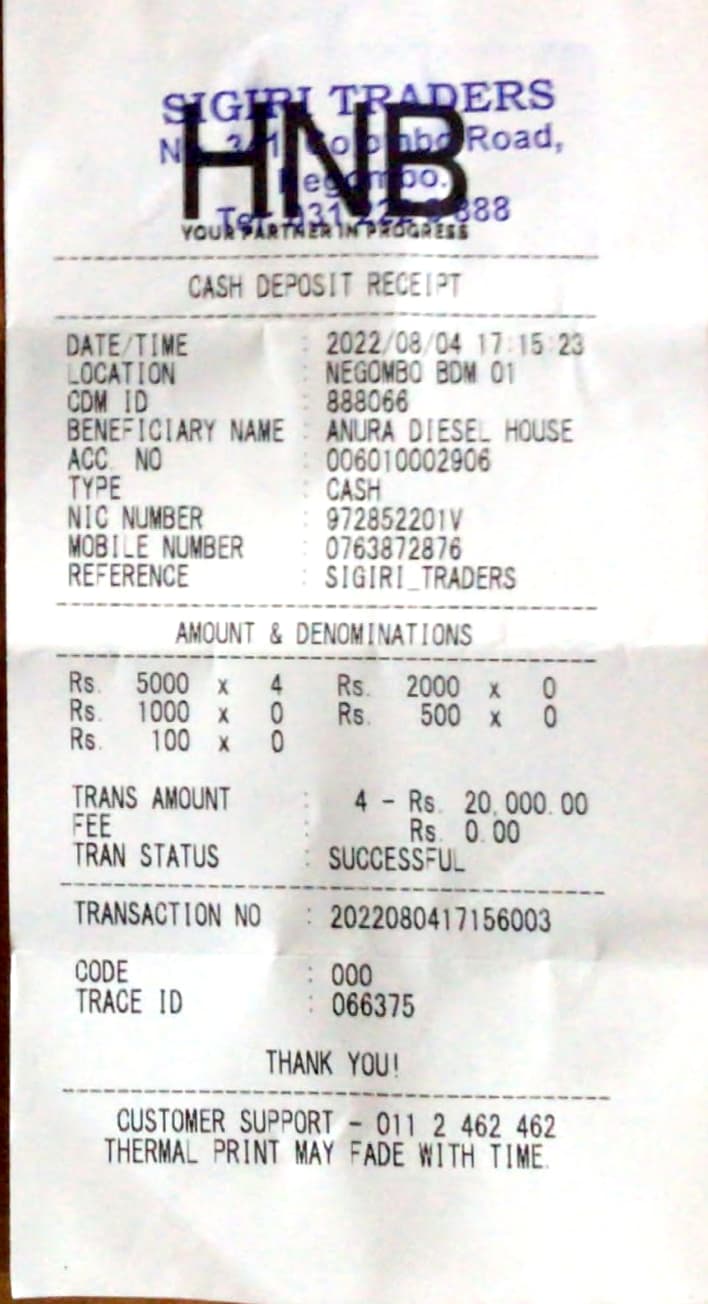 SIGIRI TRADERS
HNB
Colombo Road,
Negombo.
YOUR PARTNER IN PROGRESS
CASH DEPOSIT RECEIPT
DATE/TIME : 2022/08/04 17:15:23
LOCATION : NEGOMBO BDM 01
CDM ID : 888066
BENEFICIARY NAME : ANURA DIESEL HOUSE
ACC. NO : 006010002906
TYPE : CASH
NIC NUMBER : 972852201V
MOBILE NUMBER : 0763872876
REFERENCE : SIGIRI_TRADERS
AMOUNT & DENOMINATIONS
Rs. 5000 x 4 Rs. 2000 x 0
Rs. 1000 x 0 Rs. 500 x 0
Rs. 100 x 0
TRANS AMOUNT : 4 - Rs. 20,000.00
FEE : Rs. 0.00
TRAN STATUS : SUCCESSFUL
TRANSACTION NO : 2022080417156003
CODE : 000
TRACE ID : 066375
THANK YOU!
CUSTOMER SUPPORT - 011 2 462 462
THERMAL PRINT MAY FADE WITH TIME.